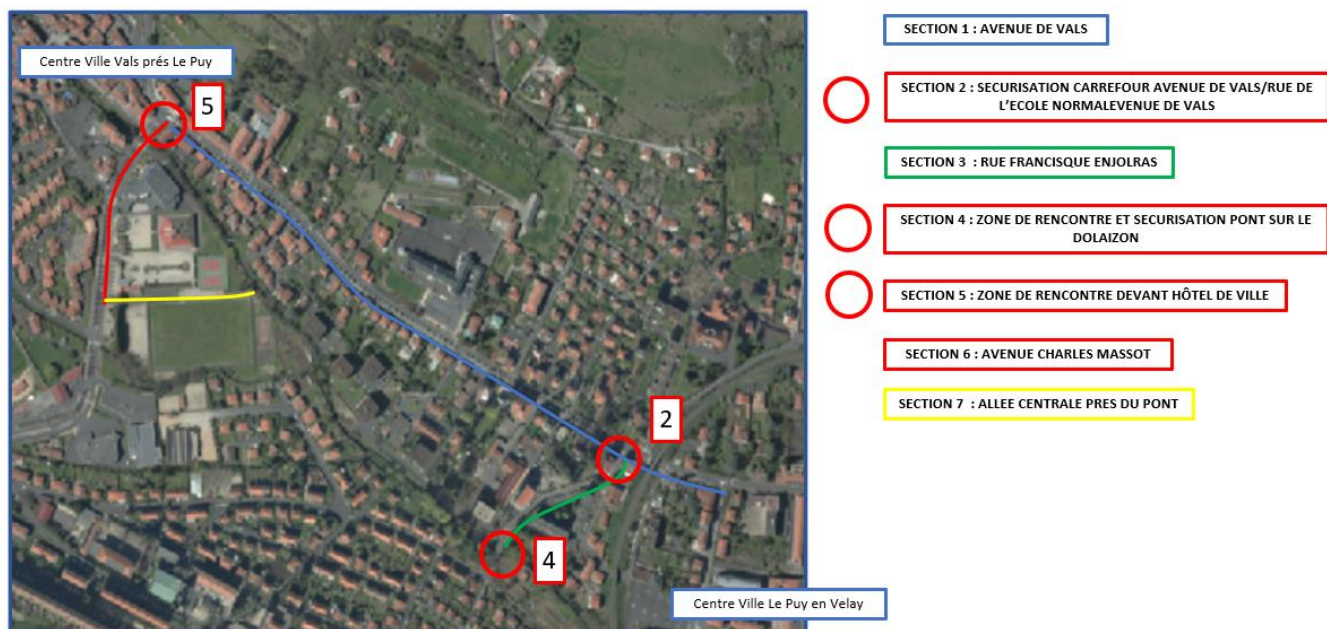 Centre Ville Vals prés Le Puy
5
2
4
Centre Ville Le Puy en Velay
SECTION 1 : AVENUE DE VALS
SECTION 2 : SECURISATION CARREFOUR AVENUE DE VALS/RUE DE
L'ECOLE NORMALEVENUE DE VALS
SECTION 3 : RUE FRANCISQUE ENJOLRAS
SECTION 4 : ZONE DE RENCONTRE ET SECURISATION PONT SUR LE
DOLAIZON
SECTION 5 : ZONE DE RENCONTRE DEVANT HÔTEL DE VILLE
SECTION 6 : AVENUE CHARLES MASSOT
SECTION 7 : ALLEE CENTRALE PRES DU PONT